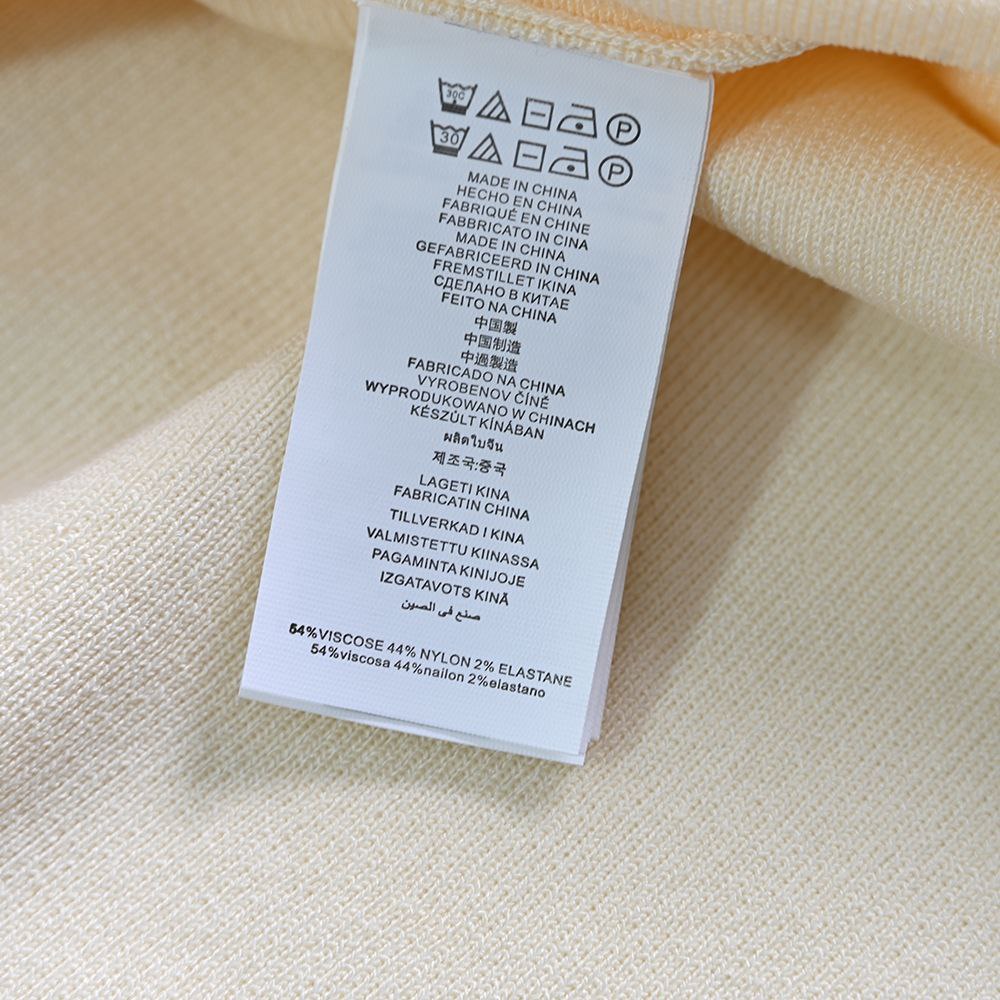 30C P
30 P
MADE IN CHINA
HECHO EN CHINA
FABRIQUÉ EN CHINE
FABBRICATO IN CINA
MADE IN CHINA
GEFABRICEERD IN CHINA
FREMSTILLET IKINA
СДЕЛАНО В КИТАЕ
FEITO NA CHINA
中国製
中国制造
中過製造
FABRICADO NA CHINA
VYROBENOV ČÍNĚ
WYPRODUKOWANO W CHINACH
KÉSZÚLT KÍNÁBAN
ผลิตใบจีน
제조국:중국
LAGETI KINA
FABRICATIN CHINA
TILLVERKAD I KINA
VALMISTETTU KIINASSA
PAGAMINTA KINIJOJE
IZGATAVOTS KINĀ
صنع في الصين
54%VISCOSE 44% NYLON 2% ELASTANE
54%viscosa 44%nailon 2%elastano